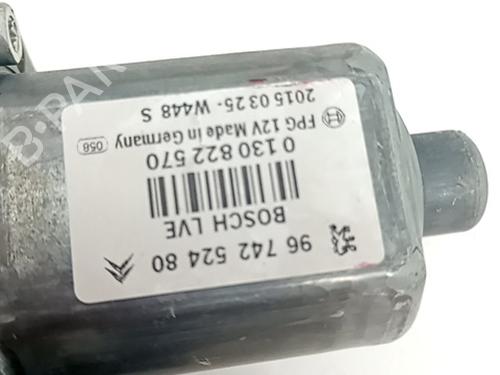 96 742 524 80
BOSCH LVE
0 130 822 570
FPG 12V Made in Germany 058
2015 03 25 - W448 S
B-PAR